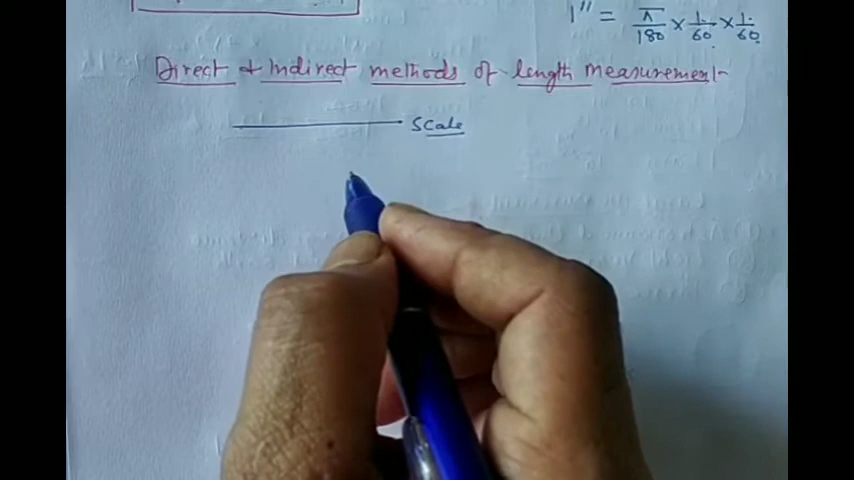 1" = π/180 × 1/60 × 1/60
Direct & Indirect methods of length measurement
Scale